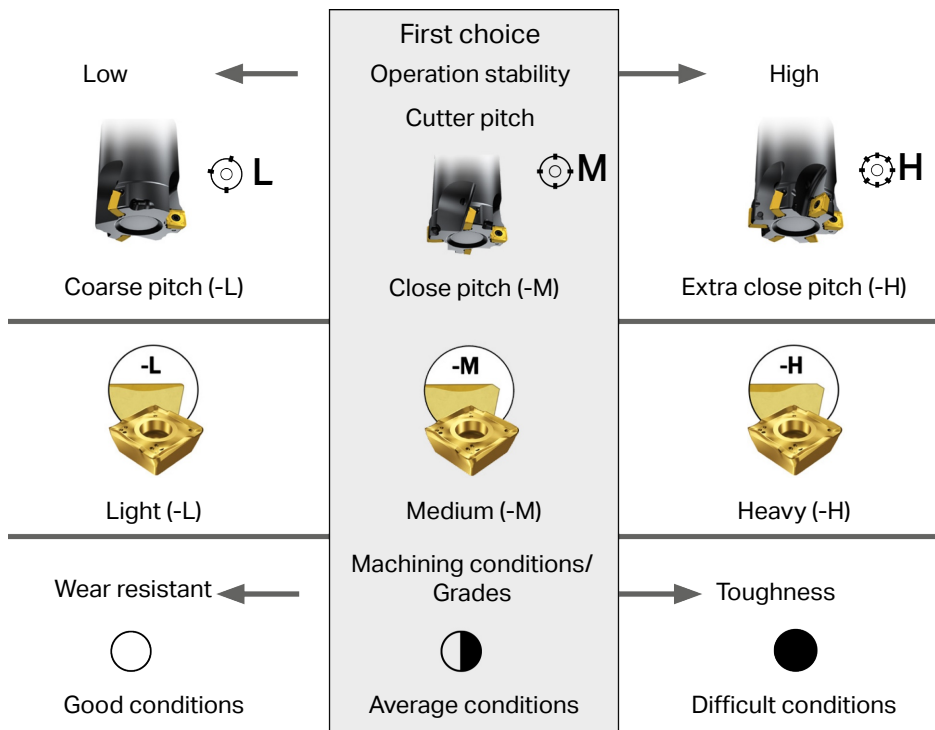 First choice
Low
Operation stability
High
Cutter pitch
L
M
H
Coarse pitch (-L)
Close pitch (-M)
Extra close pitch (-H)
-L
-M
-H
Light (-L)
Medium (-M)
Heavy (-H)
Wear resistant
Machining conditions/
Grades
Toughness
Good conditions
Average conditions
Difficult conditions